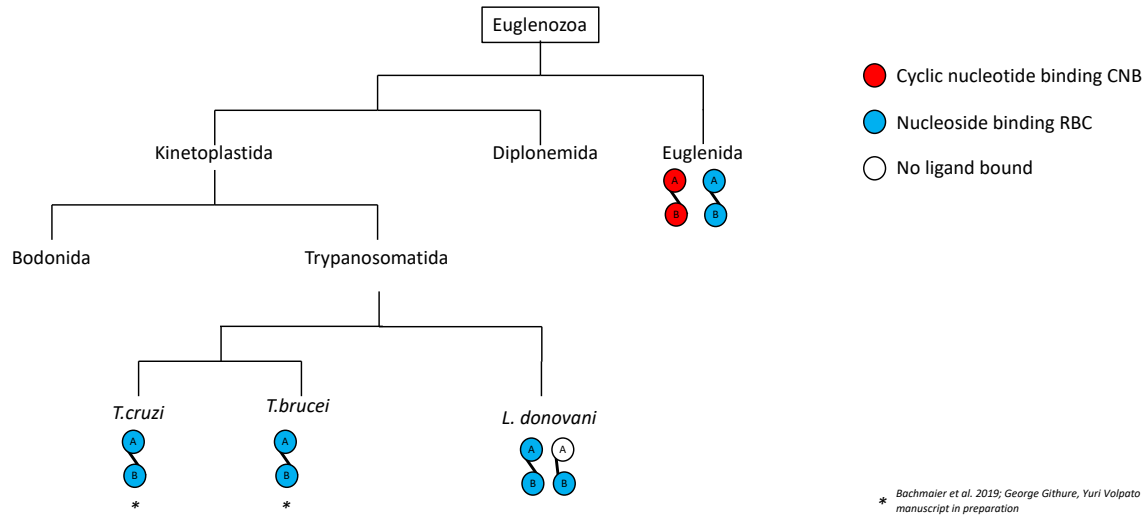 Euglenozoa
Cyclic nucleotide binding CNB
Nucleoside binding RBC
No ligand bound
Kinetoplastida
Diplonemida
Euglenida
A A
B B
Bodonida
Trypanosomatida
T.cruzi
T.brucei
L. donovani
A A A A
B B B B
* *
* Bachmaier et al. 2019; George Githure, Yuri Volpato
manuscript in preparation